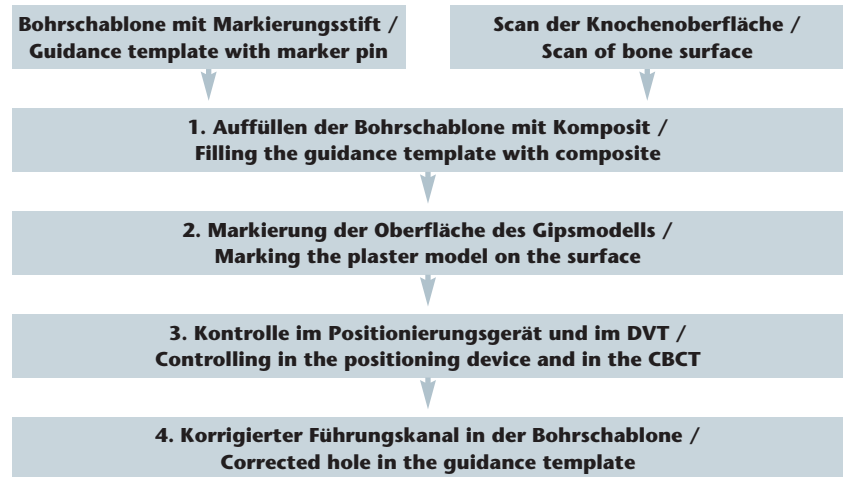 Bohrschablone mit Markierungsstift /
Guidance template with marker pin
Scan der Knochenoberfläche /
Scan of bone surface
1. Auffüllen der Bohrschablone mit Komposit /
Filling the guidance template with composite
2. Markierung der Oberfläche des Gipsmodells /
Marking the plaster model on the surface
3. Kontrolle im Positionierungsgerät und im DVT /
Controlling in the positioning device and in the CBCT
4. Korrigierter Führungskanal in der Bohrschablone /
Corrected hole in the guidance template